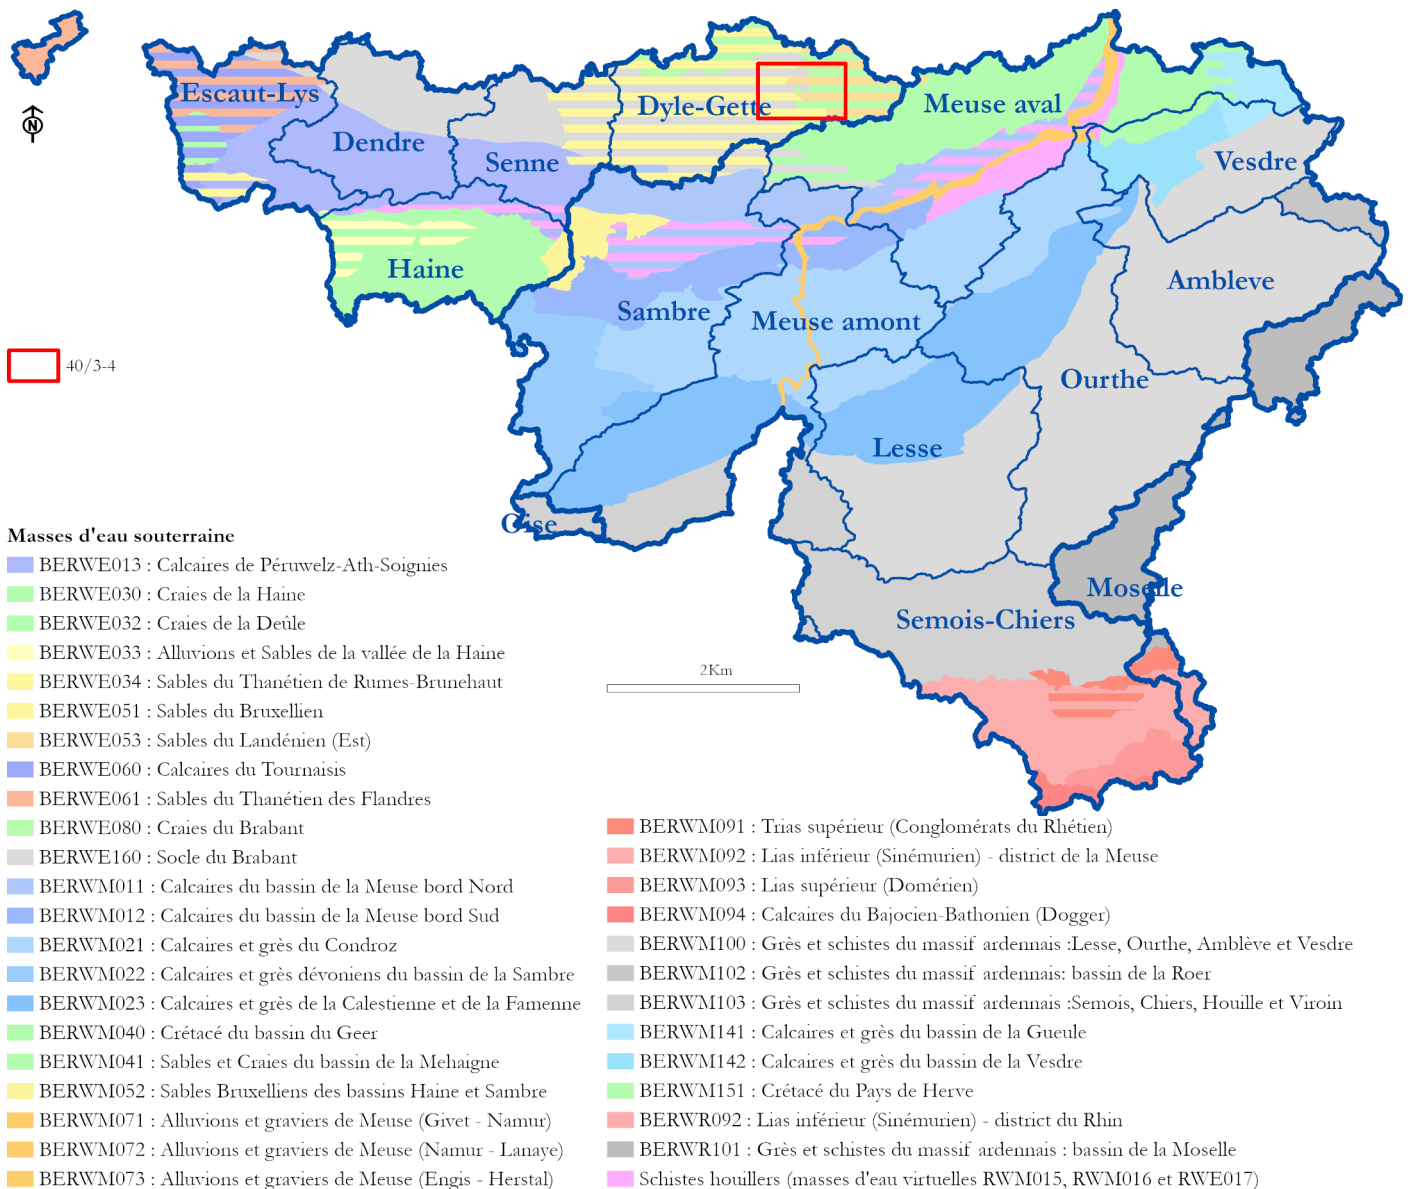 Escaut-Lys
Dendre
Senne
Dyle-Gette
Meuse aval
Vesdre
Haine
Sambre
Meuse amont
Ambleve
Ourthe
Lesse
Oise
Moselle
Semois-Chiers
N
40/3-4
2Km
Masses d'eau souterraine
BERWE013 : Calcaires de Péruwelz-Ath-Soignies
BERWE030 : Craies de la Haine
BERWE032 : Craies de la Deûle
BERWE033 : Alluvions et Sables de la vallée de la Haine
BERWE034 : Sables du Thanétien de Rumes-Brunehaut
BERWE051 : Sables du Bruxellien
BERWE053 : Sables du Landénien (Est)
BERWE060 : Calcaires du Tournaisis
BERWE061 : Sables du Thanétien des Flandres
BERWE080 : Craies du Brabant
BERWE160 : Socle du Brabant
BERWM011 : Calcaires du bassin de la Meuse bord Nord
BERWM012 : Calcaires du bassin de la Meuse bord Sud
BERWM021 : Calcaires et grès du Condroz
BERWM022 : Calcaires et grès dévoniens du bassin de la Sambre
BERWM023 : Calcaires et grès de la Calestienne et de la Famenne
BERWM040 : Crétacé du bassin du Geer
BERWM041 : Sables et Craies du bassin de la Mehaigne
BERWM052 : Sables Bruxelliens des bassins Haine et Sambre
BERWM071 : Alluvions et graviers de Meuse (Givet - Namur)
BERWM072 : Alluvions et graviers de Meuse (Namur - Lanaye)
BERWM073 : Alluvions et graviers de Meuse (Engis - Herstal)
BERWM091 : Trias supérieur (Conglomérats du Rhétien)
BERWM092 : Lias inférieur (Sinémurien) - district de la Meuse
BERWM093 : Lias supérieur (Domérien)
BERWM094 : Calcaires du Bajocien-Bathonien (Dogger)
BERWM100 : Grès et schistes du massif ardennais :Lesse, Ourthe, Amblève et Vesdre
BERWM102 : Grès et schistes du massif ardennais: bassin de la Roer
BERWM103 : Grès et schistes du massif ardennais :Semois, Chiers, Houille et Viroin
BERWM141 : Calcaires et grès du bassin de la Gueule
BERWM142 : Calcaires et grès du bassin de la Vesdre
BERWM151 : Crétacé du Pays de Herve
BERWR092 : Lias inférieur (Sinémurien) - district du Rhin
BERWR101 : Grès et schistes du massif ardennais : bassin de la Moselle
Schistes houillers (masses d'eau virtuelles RWM015, RWM016 et RWE017)